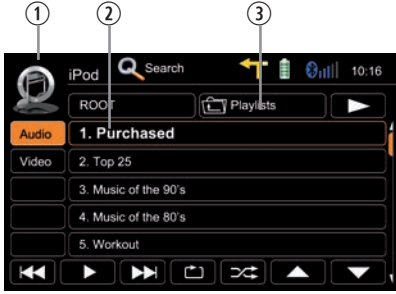 ① ② ③
iPod Search 10:16
ROOT Playlists
Audio 1. Purchased
Video 2. Top 25
3. Music of the 90's
4. Music of the 80's
5. Workout